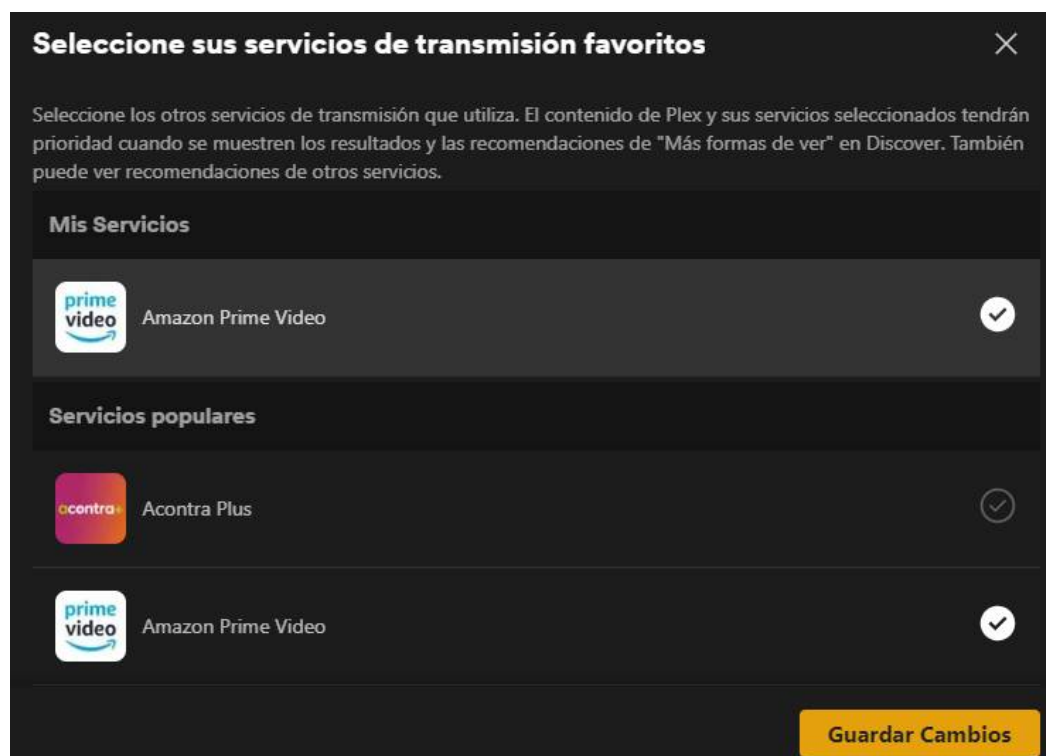 Seleccione sus servicios de transmisión favoritos
Seleccione los otros servicios de transmisión que utiliza. El contenido de Plex y sus servicios seleccionados tendrán
prioridad cuando se muestren los resultados y las recomendaciones de "Más formas de ver" en Discover. También
puede ver recomendaciones de otros servicios.
Mis Servicios
prime
video
Amazon Prime Video
Servicios populares
acontra+
Acontra Plus
prime
video
Amazon Prime Video
Guardar Cambios